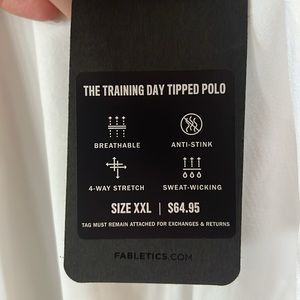 THE TRAINING DAY TIPPED POLO
BREATHABLE
ANTI-STINK
4-WAY STRETCH
SWEAT-WICKING
SIZE XXL | $64.95
TAG MUST REMAIN ATTACHED FOR EXCHANGES & RETURNS
FABLETICS.COM